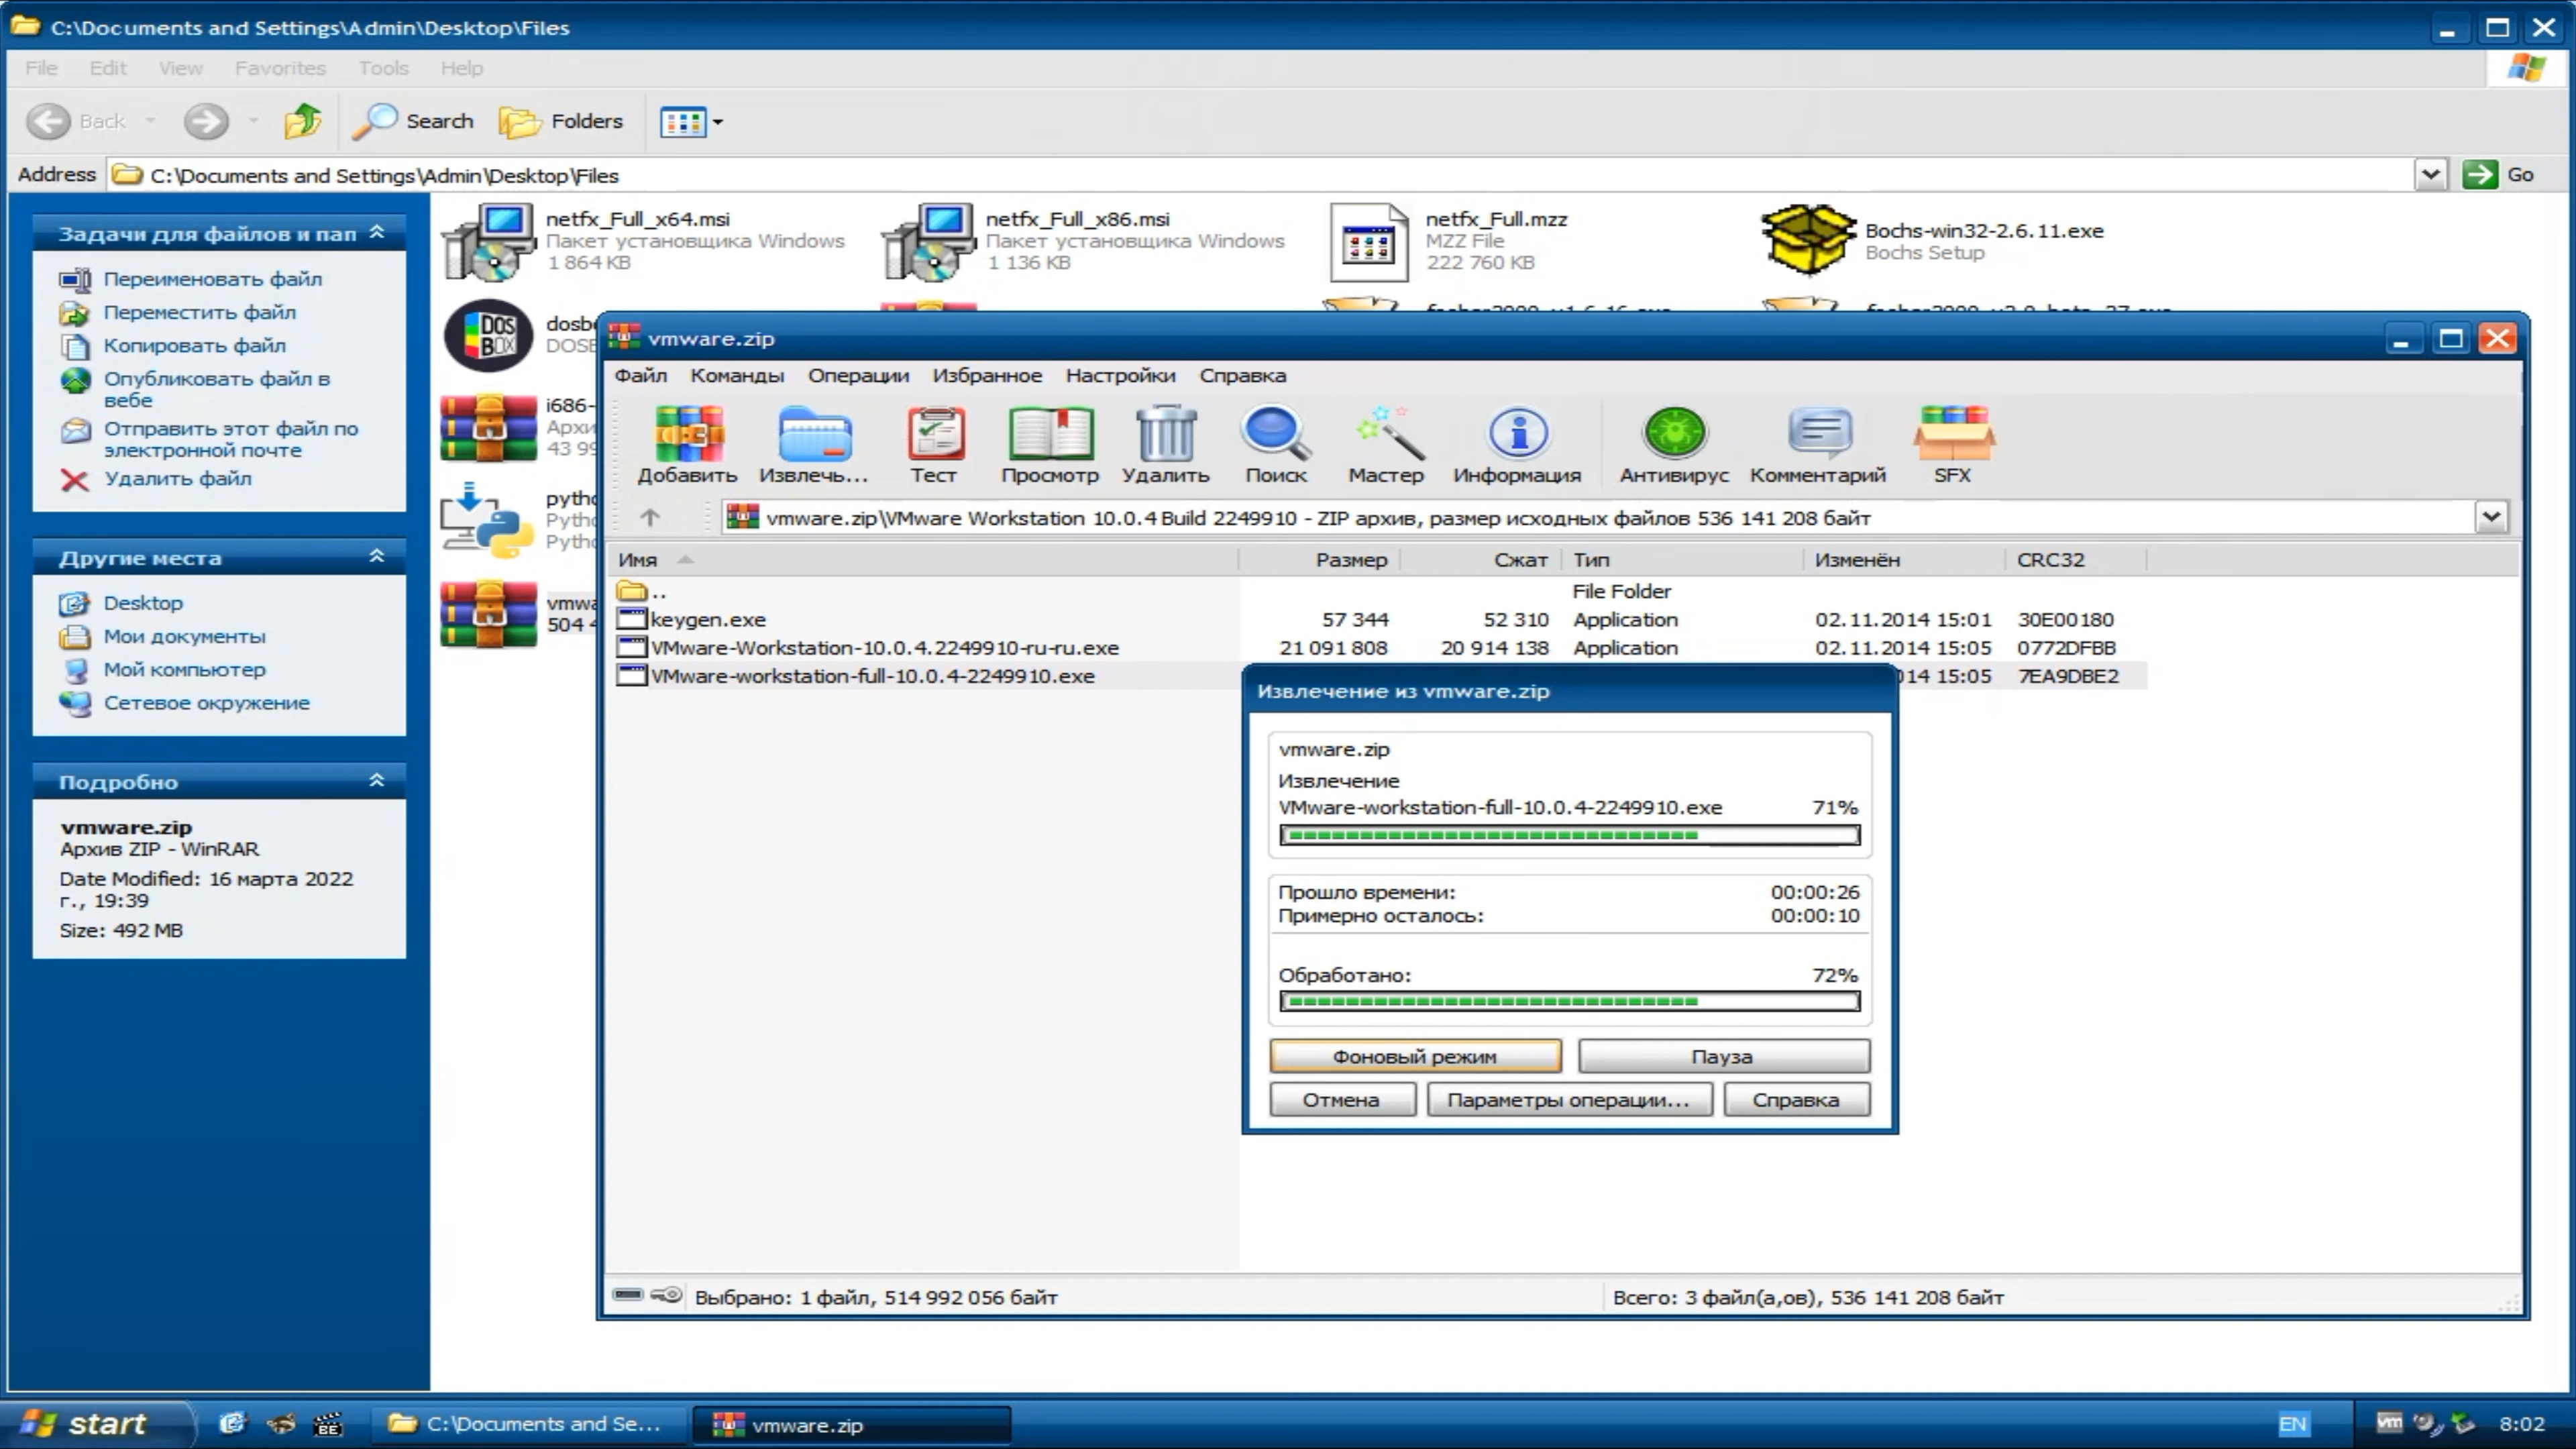 C:\Documents and Settings\Admin\Desktop\Files
File Edit View Favorites Tools Help
Back Search Folders
Address C:\Documents and Settings\Admin\Desktop\Files Go
Задачи для файлов и пап
Переименовать файл
Переместить файл
Копировать файл
Опубликовать файл в
вебе
Отправить этот файл по
электронной почте
Удалить файл
Другие места
Desktop
Мои документы
Мой компьютер
Сетевое окружение
Подробно
vmware.zip
Архив ZIP - WinRAR
Date Modified: 16 марта 2022
г., 19:39
Size: 492 MB
netfx_Full_x64.msi
Пакет установщика Windows
1 864 KB
netfx_Full_x86.msi
Пакет установщика Windows
1 136 KB
netfx_Full.mzz
MZZ File
222 760 KB
Bochs-win32-2.6.11.exe
Bochs Setup
DOS
BOX
i686-
vmware.zip
Файл Команды Операции Избранное Настройки Справка
Добавить Извлечь... Тест Просмотр Удалить Поиск Мастер Информация Антивирус Комментарий SFX
vmware.zip\VMware Workstation 10.0.4 Build 2249910 - ZIP архив, размер исходных файлов 536 141 208 байт
Имя Размер Сжат Тип Изменён CRC32
.. File Folder
keygen.exe 57 344 52 310 Application 02.11.2014 15:01 30E00180
VMware-Workstation-10.0.4.2249910-ru-ru.exe 21 091 808 20 914 138 Application 02.11.2014 15:05 0772DFBB
VMware-workstation-full-10.0.4-2249910.exe 014 15:05 7EA9DBE2
Извлечение из vmware.zip
vmware.zip
Извлечение
VMware-workstation-full-10.0.4-2249910.exe 71%
Прошло времени: 00:00:26
Примерно осталось: 00:00:10
Обработано: 72%
Фоновый режим Пауза
Отмена Параметры операции... Справка
Выбрано: 1 файл, 514 992 056 байт
Всего: 3 файл(а,ов), 536 141 208 байт
start BE C:\Documents and Se... vmware.zip EN vm 8:02